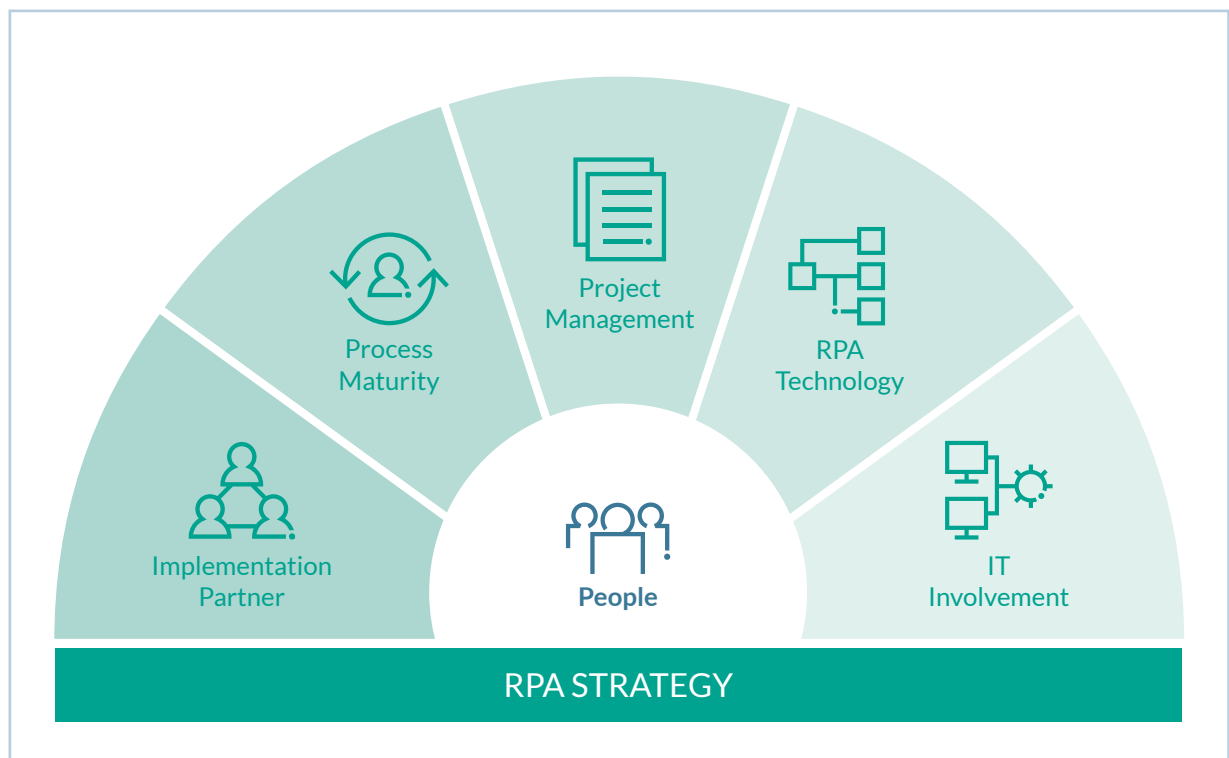 Project
Management
Process
Maturity
RPA
Technology
Implementation
Partner
IT
Involvement
People
RPA STRATEGY